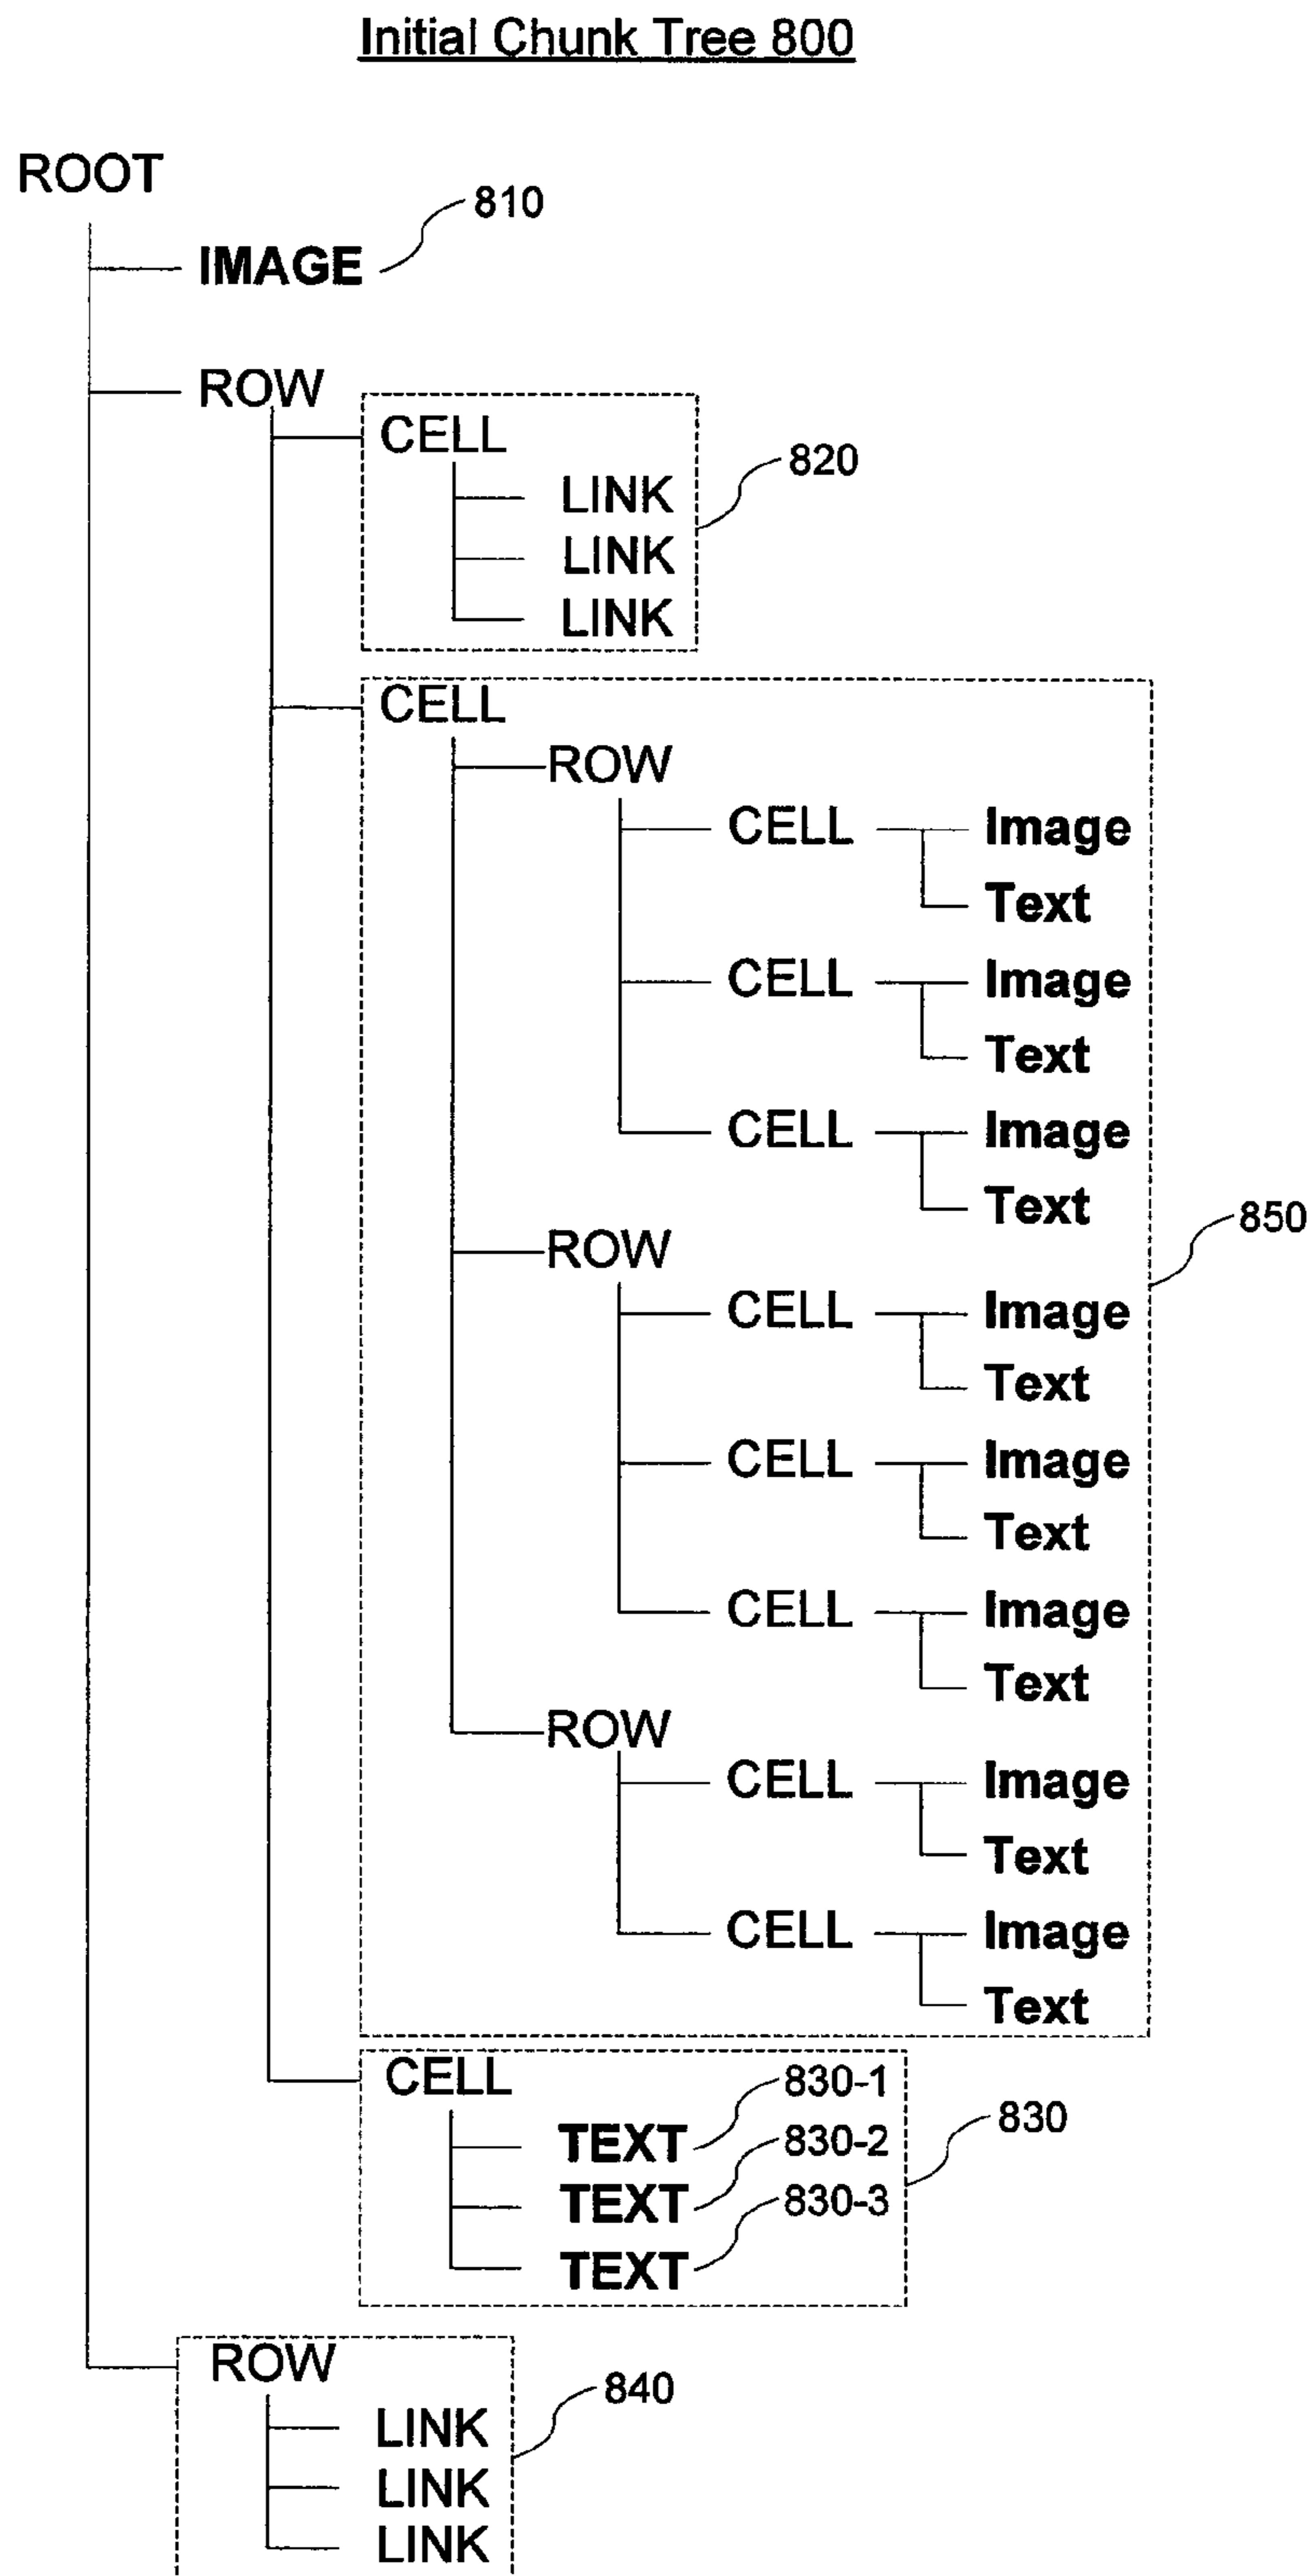 Initial Chunk Tree 800
ROOT
810
IMAGE
ROW
CELL
820
LINK
LINK
LINK
CELL
ROW
CELL Image
Text
CELL Image
Text
CELL Image
Text
850
ROW
CELL Image
Text
CELL Image
Text
CELL Image
Text
ROW
CELL Image
Text
CELL Image
Text
CELL
830-1
830
TEXT
830-2
TEXT
830-3
TEXT
ROW
840
LINK
LINK
LINK